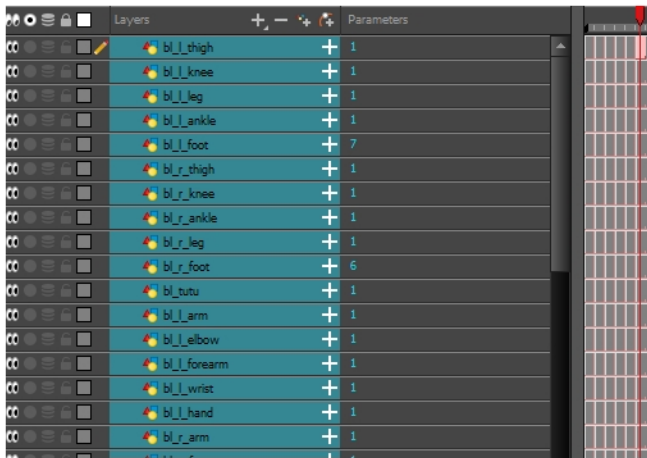 Layers Parameters
bl_l_thigh 1
bl_l_knee 1
bl_l_leg 1
bl_l_ankle 1
bl_l_foot 7
bl_r_thigh 1
bl_r_knee 1
bl_r_ankle 1
bl_r_leg 1
bl_r_foot 6
bl_tutu 1
bl_l_arm 1
bl_l_elbow 1
bl_l_forearm 1
bl_l_wrist 1
bl_l_hand 1
bl_r_arm 1